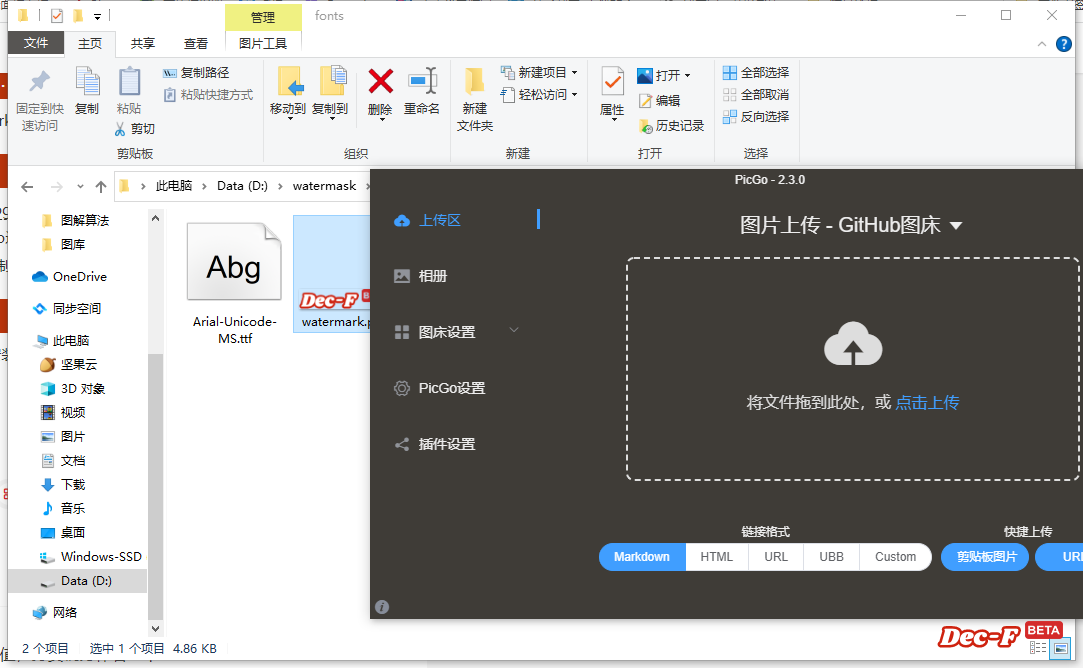 管理
fonts
文件
主页
共享
查看
图片工具
固定到快
速访问
复制
粘贴
复制路径
粘贴快捷方式
剪切
剪贴板
移动到
复制到
删除
重命名
组织
新建
文件夹
新建项目
轻松访问
新建
属性
打开
编辑
历史记录
打开
全部选择
全部取消
反向选择
选择
此电脑
Data (D:)
watermark
图解算法
图库
OneDrive
同步空间
此电脑
坚果云
3D 对象
视频
图片
文档
下载
音乐
桌面
Windows-SSD
Data (D:)
网络
Abg
Arial-Unicode-
MS.ttf
Dec-F
watermark.p
2 个项目
选中 1 个项目
4.86 KB
PicGo - 2.3.0
上传区
相册
图床设置
PicGo设置
插件设置
图片上传 - GitHub图床
将文件拖到此处，或 点击上传
链接格式
Markdown
HTML
URL
UBB
Custom
快捷上传
剪贴板图片
URL
Dec-F BETA